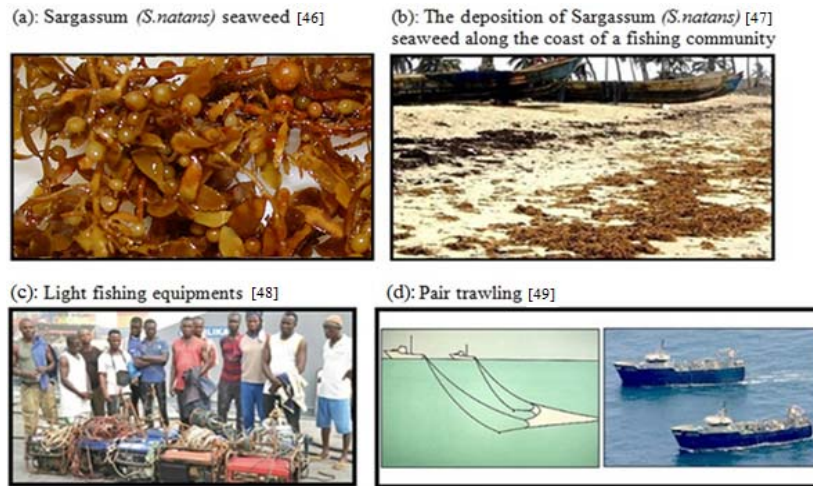 (a): Sargassum (S.natans) seaweed [46]
(b): The deposition of Sargassum (S.natans) [47]
seaweed along the coast of a fishing community
(c): Light fishing equipments [48]
(d): Pair trawling [49]